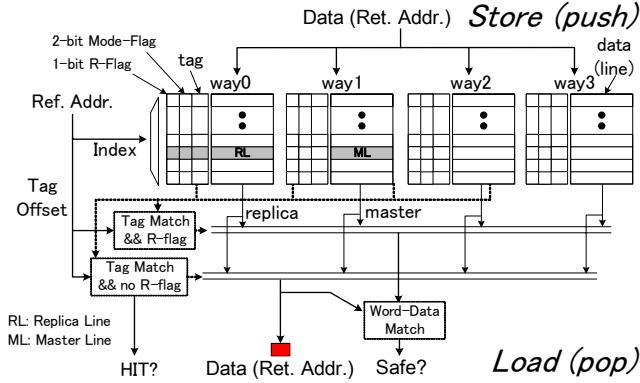 Data (Ret. Addr.)
Store (push)
2-bit Mode-Flag
1-bit R-Flag
tag
data
(line)
way0
way1
way2
way3
Ref. Addr.
Index
RL
ML
Tag
Offset
replica
master
Tag Match
&& R-flag
Tag Match
&& no R-flag
Word-Data
Match
RL: Replica Line
ML: Master Line
HIT?
Data (Ret. Addr.)
Safe?
Load (pop)